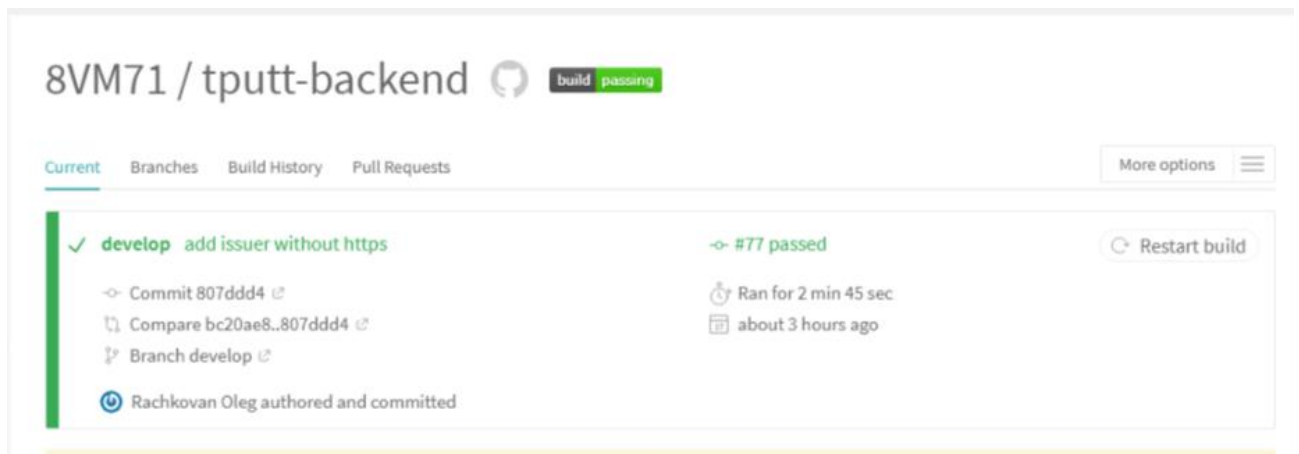 8VM71 / tputt-backend build passing
Current Branches Build History Pull Requests More options
develop add issuer without https #77 passed Restart build
Commit 807ddd4 Ran for 2 min 45 sec
Compare bc20ae8..807ddd4 about 3 hours ago
Branch develop
Rachkovan Oleg authored and committed